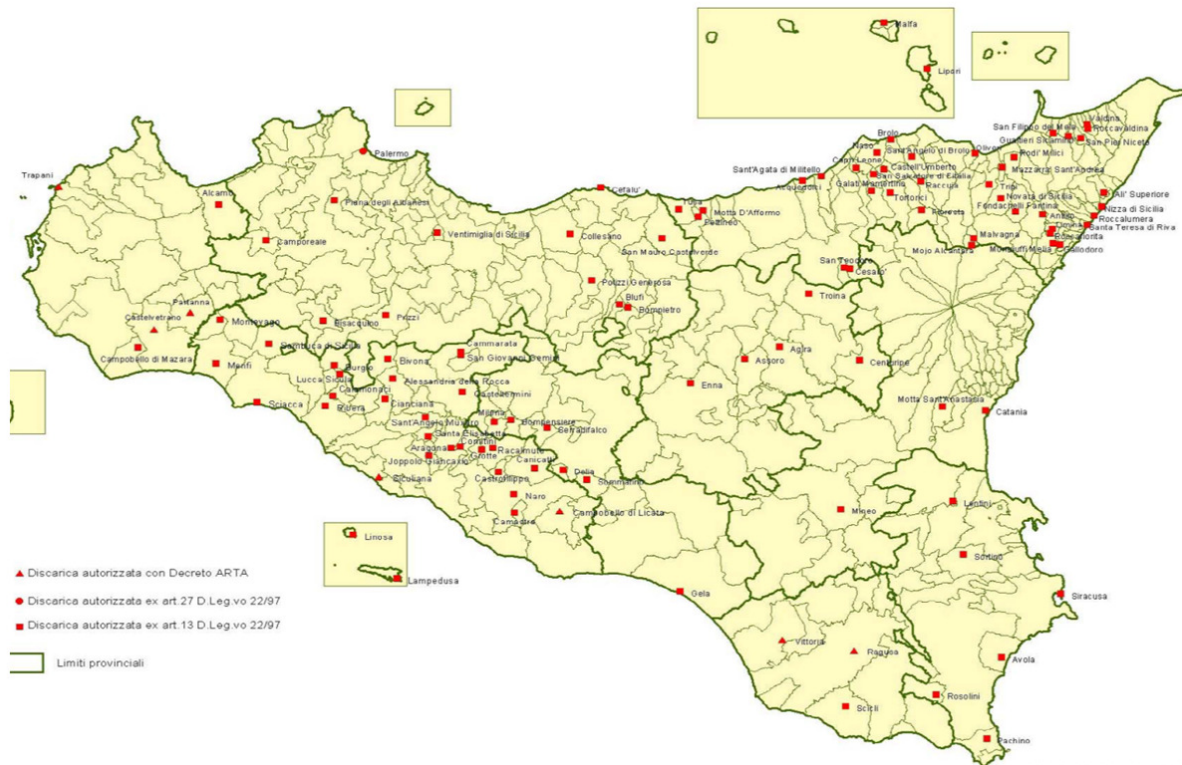 Malfa
Lipari
Valdina
San Filippo del Mela
Roccavaldina
Gualtieri Sicaminò
San Pier Niceto
Brolo
Naso
Sant'Angelo di Brolo
Oliveri
Rodi' Milici
Palermo
Capri Leone
Castell'Umberto
Mazzarrà Sant'Andrea
Trapani
Sant'Agata di Militello
San Salvatore di Fitalia
Acquedolci
Galati Mamertino
Raccuja
Tripi
Cefalu'
Tortorici
Novara di Sicilia
Ali' Superiore
Alcamo
Piana degli Albanesi
Tusa
Fondachelli Fantina
Nizza di Sicilia
Motta D'Affermo
Floresta
Antillo
Roccalumera
Pettineo
Santa Teresa di Riva
Ventimiglia di Sicilia
Collesano
Malvagna
Camporeale
San Mauro Castelverde
Mojo Alcantara
Mongiuffi Melia
Gallodoro
San Teodoro
Cesaro'
Polizzi Generosa
Troina
Partanna
Blufi
Bompietro
Castelvetrano
Montevago
Bisacquino
Prizzi
Campobello di Mazara
Sambuca di Sicilia
Cammarata
Agira
San Giovanni Gemini
Assoro
Centuripe
Menfi
Burgio
Bivona
Lucca Sicula
Alessandria della Rocca
Enna
Calamonaci
Casteltermini
Sciacca
Ribera
Cianciana
Motta Sant'Anastasia
Catania
Milena
Sant'Angelo Muxaro
Bompensiere
Serradifalco
Santa Elisabetta
Comitini
Aragona
Racalmuto
Grotte
Joppolo Giancaxio
Canicatti
Siculiana
Castrofilippo
Delia
Sommatino
Naro
Lentini
Camastra
Campobello di Licata
Mineo
Linosa
Sortino
Lampedusa
Gela
Siracusa
Discarica autorizzata con Decreto ARTA
Discarica autorizzata ex art.27 D.Leg.vo 22/97
Discarica autorizzata ex art.13 D.Leg.vo 22/97
Vittoria
Ragusa
Limiti provinciali
Avola
Rosolini
Scicli
Pachino